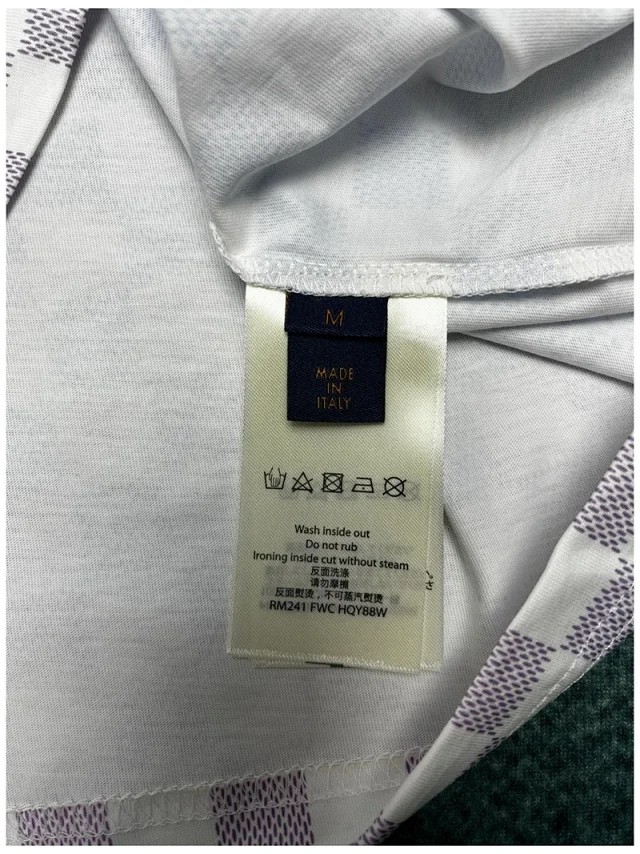 M
MADE
IN
ITALY
Wash inside out
Do not rub
Ironing inside cut without steam
反面洗涤
请勿摩擦
反面熨烫，不可蒸汽熨烫
RM241 FWC HQY88W